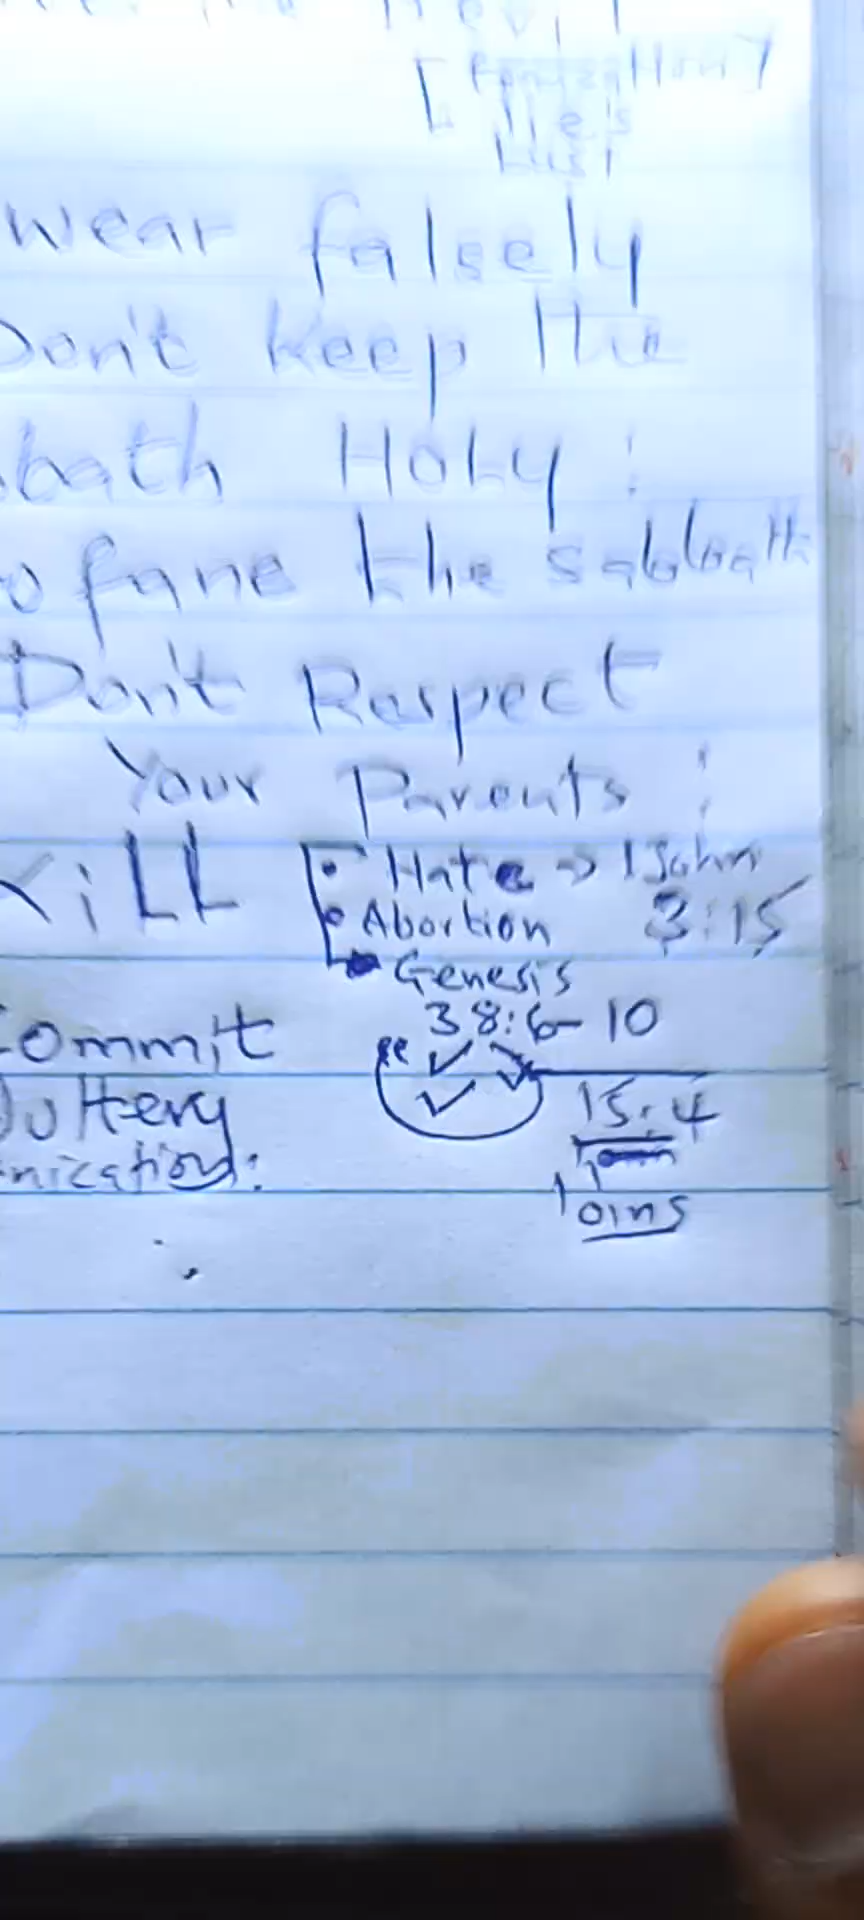 wear falsely
Don't Keep the
bath HOLY :
o fane the sabbath
Don't Respect
Your Parents :
KiLL • Hate => 1 John
• Abortion 3:15
Genesis
38:6-10
Commit
15:4
nication:
loins